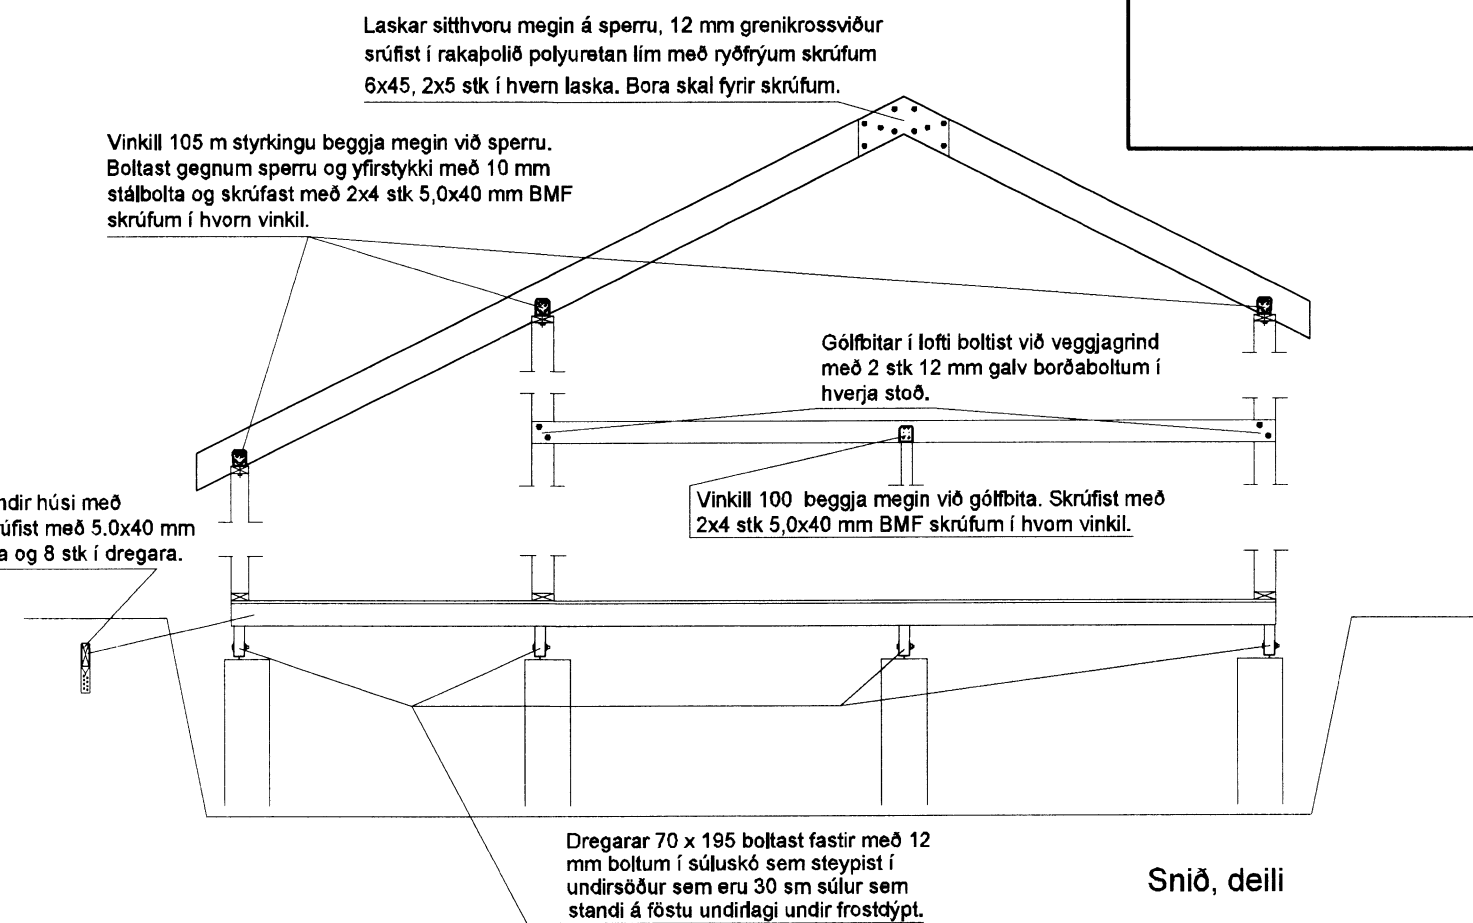 Laskar sitthvoru megin á sperru, 12 mm grenikrossviður
srúfist í rakaþolið polyuretan lím með ryðfrýum skrúfum
6x45, 2x5 stk í hvern laska. Bora skal fyrir skrúfum.
Vinkill 105 m styrkingu beggja megin við sperru.
Boltast gegnum sperru og yfirstykki með 10 mm
stálbolta og skrúfast með 2x4 stk 5,0x40 mm BMF
skrúfum í hvorn vinkil.
Gólfbitar í lofti boltist við veggjagrind
með 2 stk 12 mm galv borðaboltum í
hverja stoð.
Vinkill 100 beggja megin við gólfbita. Skrúfist með
2x4 stk 5,0x40 mm BMF skrúfum í hvorn vinkil.
ndir húsi með
úfist með 5.0x40 mm
a og 8 stk í dregara.
Dregarar 70 x 195 boltast fastir með 12
mm boltum í súluskó sem steypist í
undirsöður sem eru 30 sm súlur sem
standi á föstu undirlagi undir frostdýpt.
Snið, deili